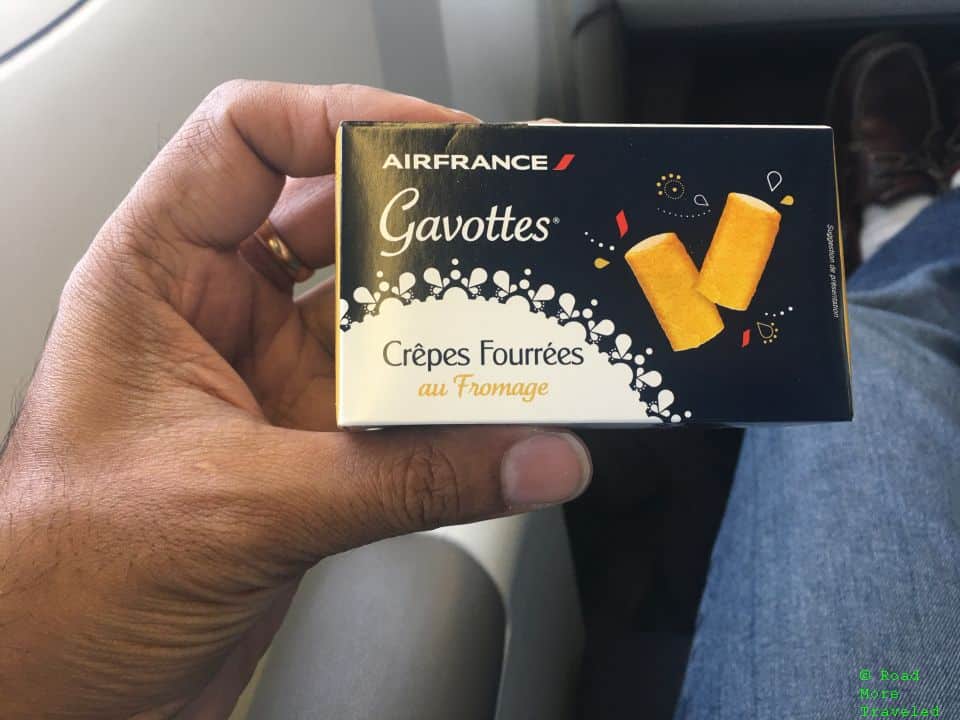 AIRFRANCE
Gavottes®
Crêpes Fourrées
au Fromage
Suggestion de présentation
© Road
More
Traveled